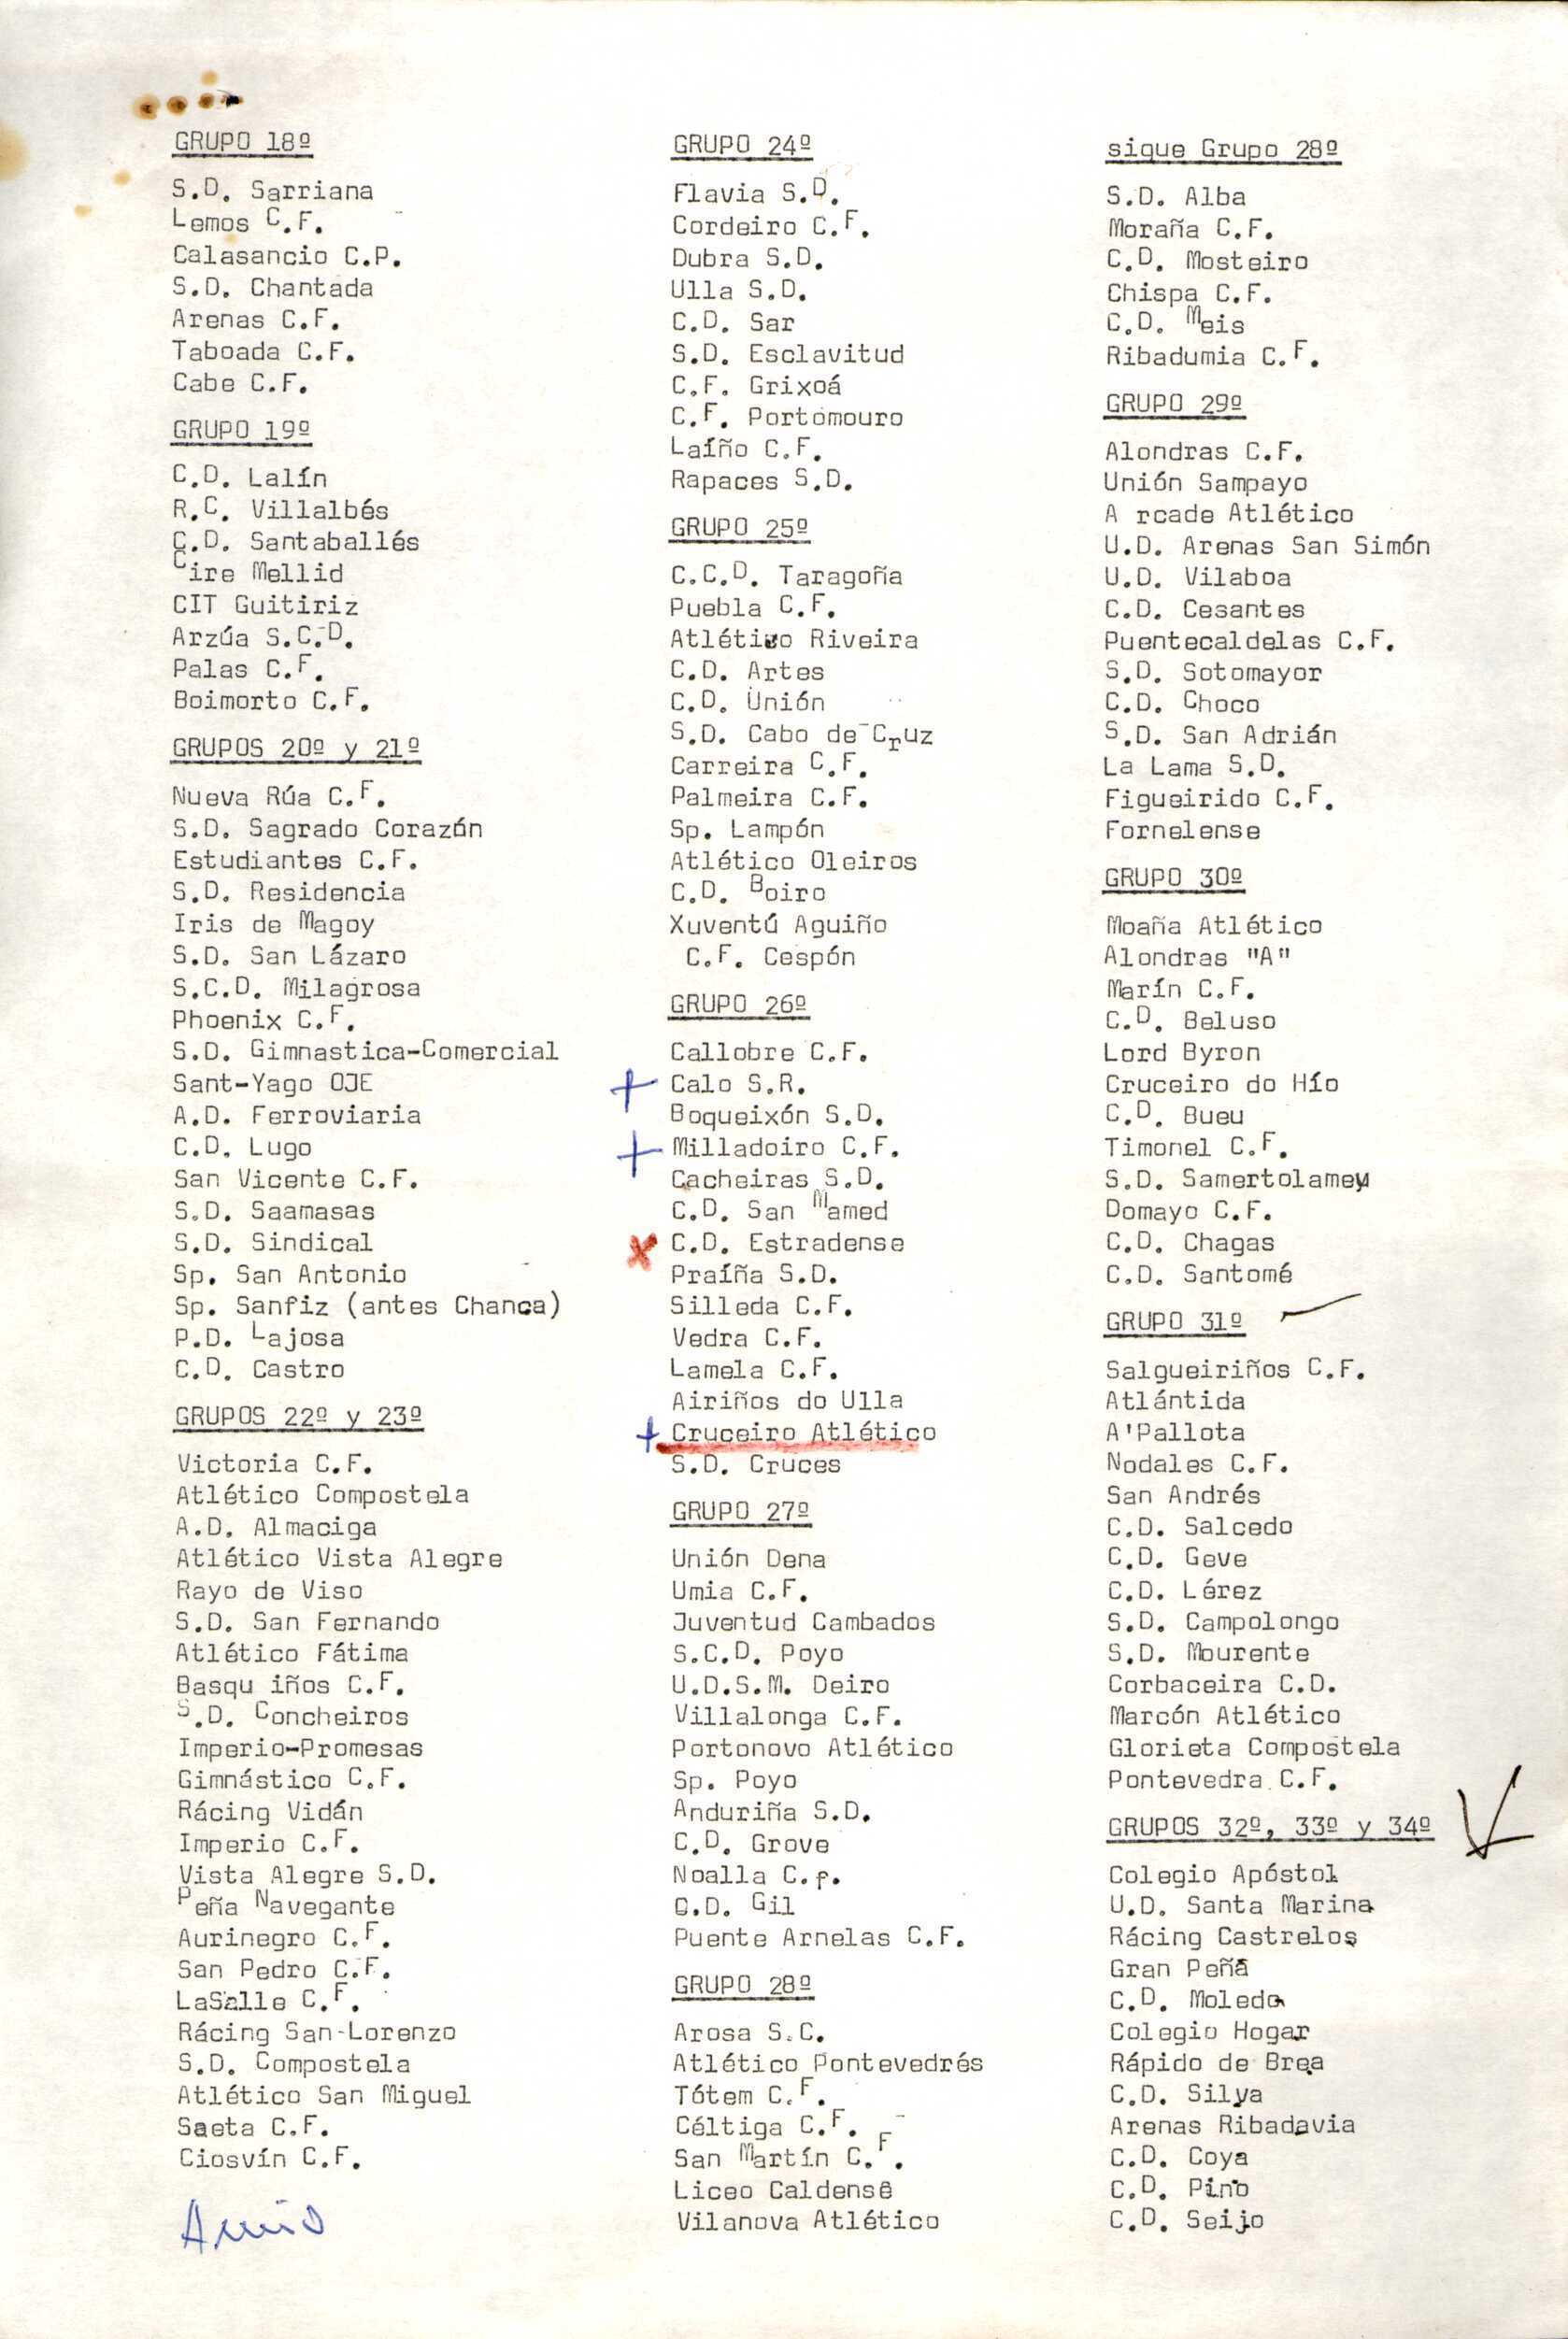 GRUPO 18º
S.D. Sarriana
Lemos C.F.
Calasancio C.P.
S.D. Chantada
Arenas C.F.
Taboada C.F.
Cabe C.F.
GRUPO 19º
C.D. Lalín
R.C. Villalbés
C.D. Santaballés
Cire Mellid
CIT Guitiriz
Arzúa S.C.D.
Palas C.F.
Boimorto C.F.
GRUPOS 20º y 21º
Nueva Rúa C.F.
S.D. Sagrado Corazón
Estudiantes C.F.
S.D. Residencia
Iris de Magoy
S.D. San Lázaro
S.C.D. Milagrosa
Phoenix C.F.
S.D. Gimnastica-Comercial
Sant-Yago OJE
A.D. Ferroviaria
C.D. Lugo
San Vicente C.F.
S.D. Saamasas
S.D. Sindical
Sp. San Antonio
Sp. Sanfiz (antes Chanca)
P.D. Lajosa
C.D. Castro
GRUPOS 22º y 23º
Victoria C.F.
Atlético Compostela
A.D. Almaciga
Atlético Vista Alegre
Rayo de Viso
S.D. San Fernando
Atlético Fátima
Basqu iños C.F.
S.D. Concheiros
Imperio-Promesas
Gimnástico C.F.
Rácing Vidán
Imperio C.F.
Vista Alegre S.D.
Peña Navegante
Aurinegro C.F.
San Pedro C.F.
LaSalle C.F.
Rácing San-Lorenzo
S.D. Compostela
Atlético San Miguel
Saeta C.F.
Ciosvín C.F.
GRUPO 24º
Flavia S.D.
Cordeiro C.F.
Dubra S.D.
Ulla S.D.
C.D. Sar
S.D. Esclavitud
C.F. Grixoá
C.F. Portomouro
Laíño C.F.
Rapaces S.D.
GRUPO 25º
C.C.D. Taragoña
Puebla C.F.
Atlético Riveira
C.D. Artes
C.D. Unión
S.D. Cabo de Cruz
Carreira C.F.
Palmeira C.F.
Sp. Lampón
Atlético Oleiros
C.D. Boiro
Xuventú Aguiño
C.F. Cespón
GRUPO 26º
Callobre C.F.
+ Calo S.R.
Boqueixón S.D.
+ Milladoiro C.F.
Cacheiras S.D.
C.D. San Mamed
x C.D. Estradense
Praíña S.D.
Silleda C.F.
Vedra C.F.
Lamela C.F.
Airiños do Ulla
+ Cruceiro Atlético
S.D. Cruces
GRUPO 27º
Unión Dena
Umia C.F.
Juventud Cambados
S.C.D. Poyo
U.D.S.M. Deiro
Villalonga C.F.
Portonovo Atlético
Sp. Poyo
Anduriña S.D.
C.D. Grove
Noalla C.f.
C.D. Gil
Puente Arnelas C.F.
GRUPO 28º
Arosa S.C.
Atlético Pontevedrés
Tótem C.F.
Céltiga C.F.
San Martín C.F.
Liceo Caldense
Vilanova Atlético
sique Grupo 28º
S.D. Alba
Moraña C.F.
C.D. Mosteiro
Chispa C.F.
C.D. Meis
Ribadumia C.F.
GRUPO 29º
Alondras C.F.
Unión Sampayo
A rcade Atlético
U.D. Arenas San Simón
U.D. Vilaboa
C.D. Cesantes
Puentecaldelas C.F.
S.D. Sotomayor
C.D. Choco
S.D. San Adrián
La Lama S.D.
Figueirido C.F.
Fornelense
GRUPO 30º
Moaña Atlético
Alondras "A"
Marín C.F.
C.D. Beluso
Lord Byron
Cruceiro do Hío
C.D. Bueu
Timonel C.F.
S.D. Samertolameu
Domayo C.F.
C.D. Chagas
C.D. Santomé
GRUPO 31º
Salgueiriños C.F.
Atlántida
A'Pallota
Nodales C.F.
San Andrés
C.D. Salcedo
C.D. Geve
C.D. Lérez
S.D. Campolongo
S.D. Mourente
Corbaceira C.D.
Marcón Atlético
Glorieta Compostela
Pontevedra C.F.
GRUPOS 32º, 33º y 34º
Colegio Apóstol
U.D. Santa Marina
Rácing Castrelos
Gran Peña
C.D. Moledo
Colegio Hogar
Rápido de Brea
C.D. Silva
Arenas Ribadavia
C.D. Coya
C.D. Pino
C.D. Seijo